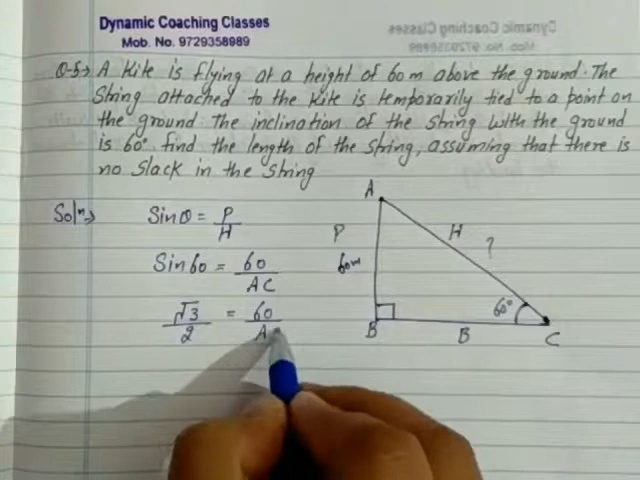 Dynamic Coaching Classes
Mob. No. 9729358989
Q-5⇒ A Kite is flying at a height of 60 m above the ground. The
String attached to the Kite is temporarily tied to a point on
the ground. The inclination of the string with the ground
is 60° find the length of the string, assuming that there is
no slack in the string
Solⁿ⇒ Sinθ = P/H
Sin60 = 60/AC
√3/2 = 60/A
A
P
H
?
60m
60°
B
B
C